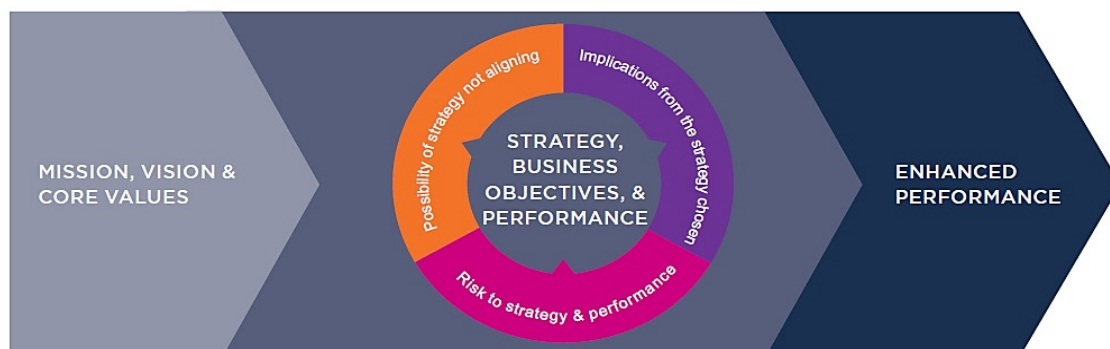 MISSION, VISION &
CORE VALUES
Possibility of strategy not aligning
Implications from the strategy chosen
STRATEGY,
BUSINESS
OBJECTIVES, &
PERFORMANCE
Risk to strategy & performance
ENHANCED
PERFORMANCE